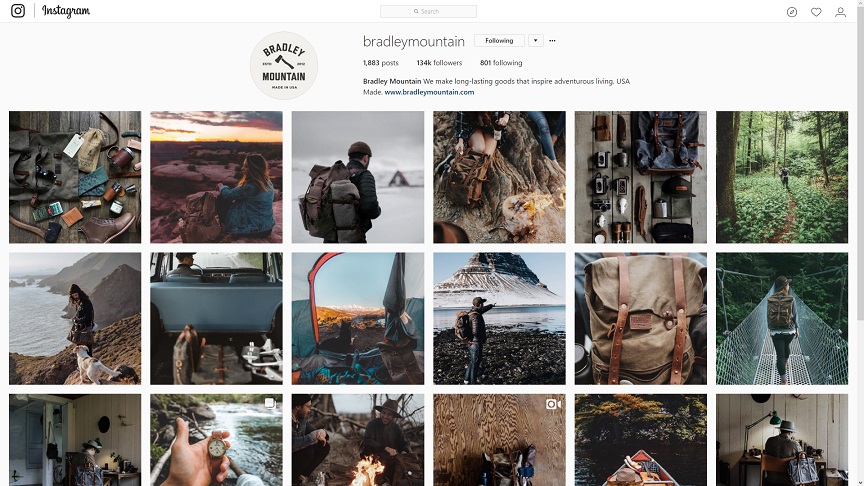 Instagram
Search
bradleymountain Following
1,883 posts 134k followers 801 following
Bradley Mountain We make long-lasting goods that inspire adventurous living. USA
Made. www.bradleymountain.com
BRADLEY
ESTD 2012
MOUNTAIN
MADE IN USA